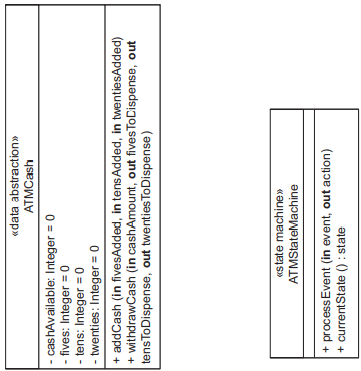 «data abstraction»
ATMCash
- cashAvailable: Integer = 0
- fives: Integer = 0
- tens: Integer = 0
- twenties: Integer = 0
+ addCash (in fivesAdded, in tensAdded, in twentiesAdded)
+ withdrawCash (in cashAmount, out fivesToDispense, out
tensToDispense, out twentiesToDispense)
«state machine»
ATMStateMachine
+ processEvent (in event, out action)
+ currentState () : state